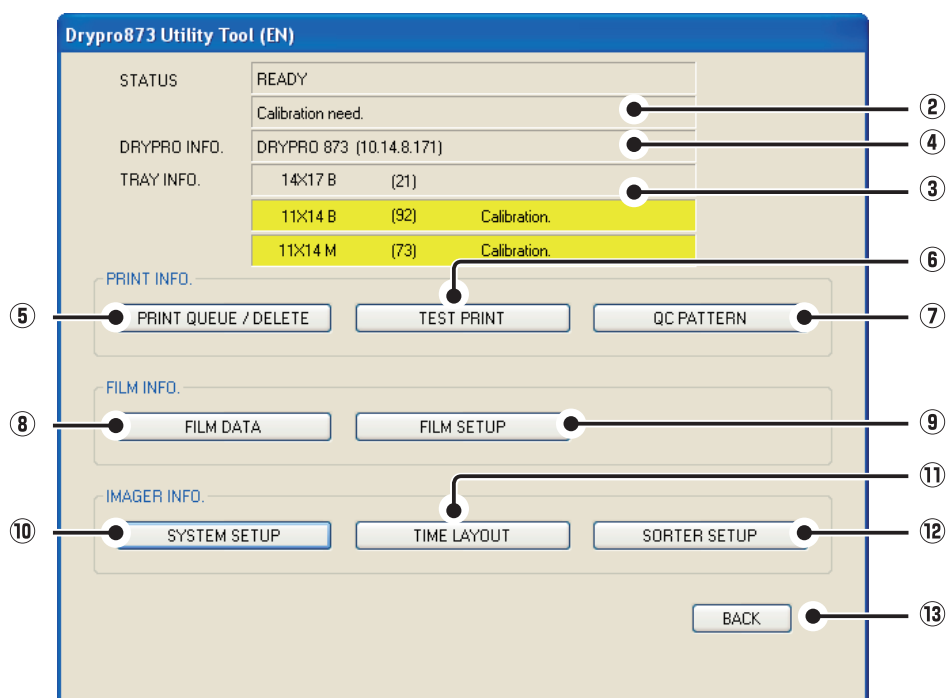 Drypro873 Utility Tool (EN)
STATUS READY
Calibration need. ②
DRYPRO INFO. DRYPRO 873 (10.14.8.171) ④
TRAY INFO. 14X17 B (21) ③
11X14 B (92) Calibration.
11X14 M (73) Calibration.
⑥
PRINT INFO.
⑤ PRINT QUEUE / DELETE TEST PRINT QC PATTERN ⑦
FILM INFO.
⑧ FILM DATA FILM SETUP ⑨
⑪
IMAGER INFO.
⑩ SYSTEM SETUP TIME LAYOUT SORTER SETUP ⑫
BACK ⑬